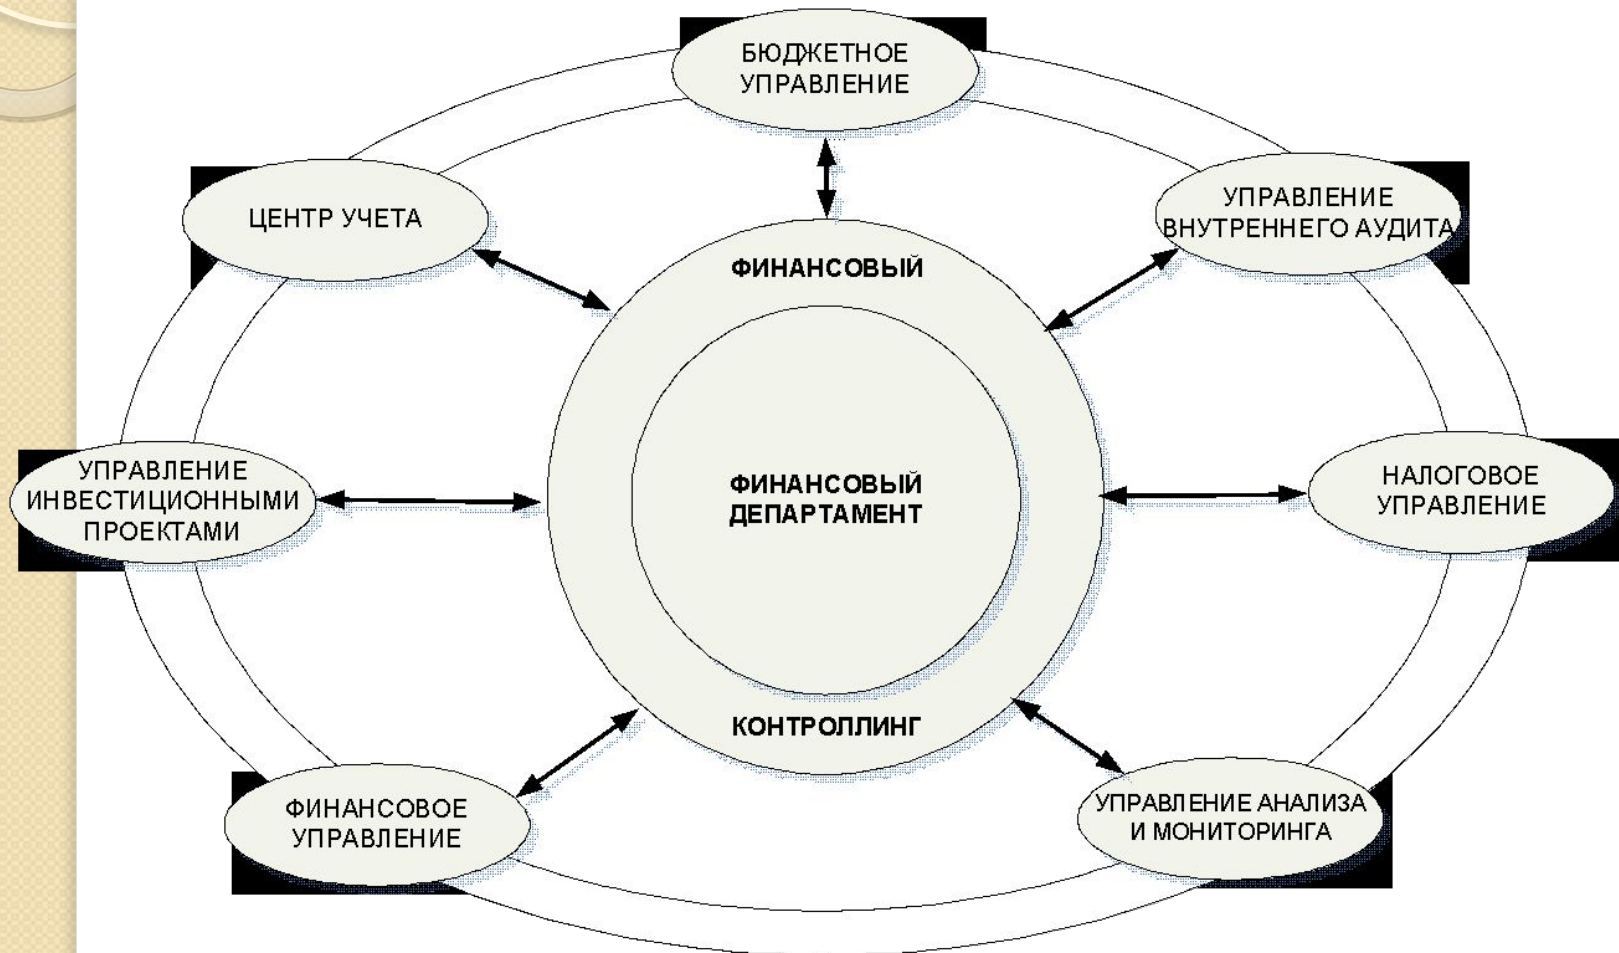 БЮДЖЕТНОЕ
УПРАВЛЕНИЕ
ЦЕНТР УЧЕТА
УПРАВЛЕНИЕ
ВНУТРЕННЕГО АУДИТА
ФИНАНСОВЫЙ
УПРАВЛЕНИЕ
ИНВЕСТИЦИОННЫМИ
ПРОЕКТАМИ
ФИНАНСОВЫЙ
ДЕПАРТАМЕНТ
НАЛОГОВОЕ
УПРАВЛЕНИЕ
КОНТРОЛЛИНГ
ФИНАНСОВОЕ
УПРАВЛЕНИЕ
УПРАВЛЕНИЕ АНАЛИЗА
И МОНИТОРИНГА